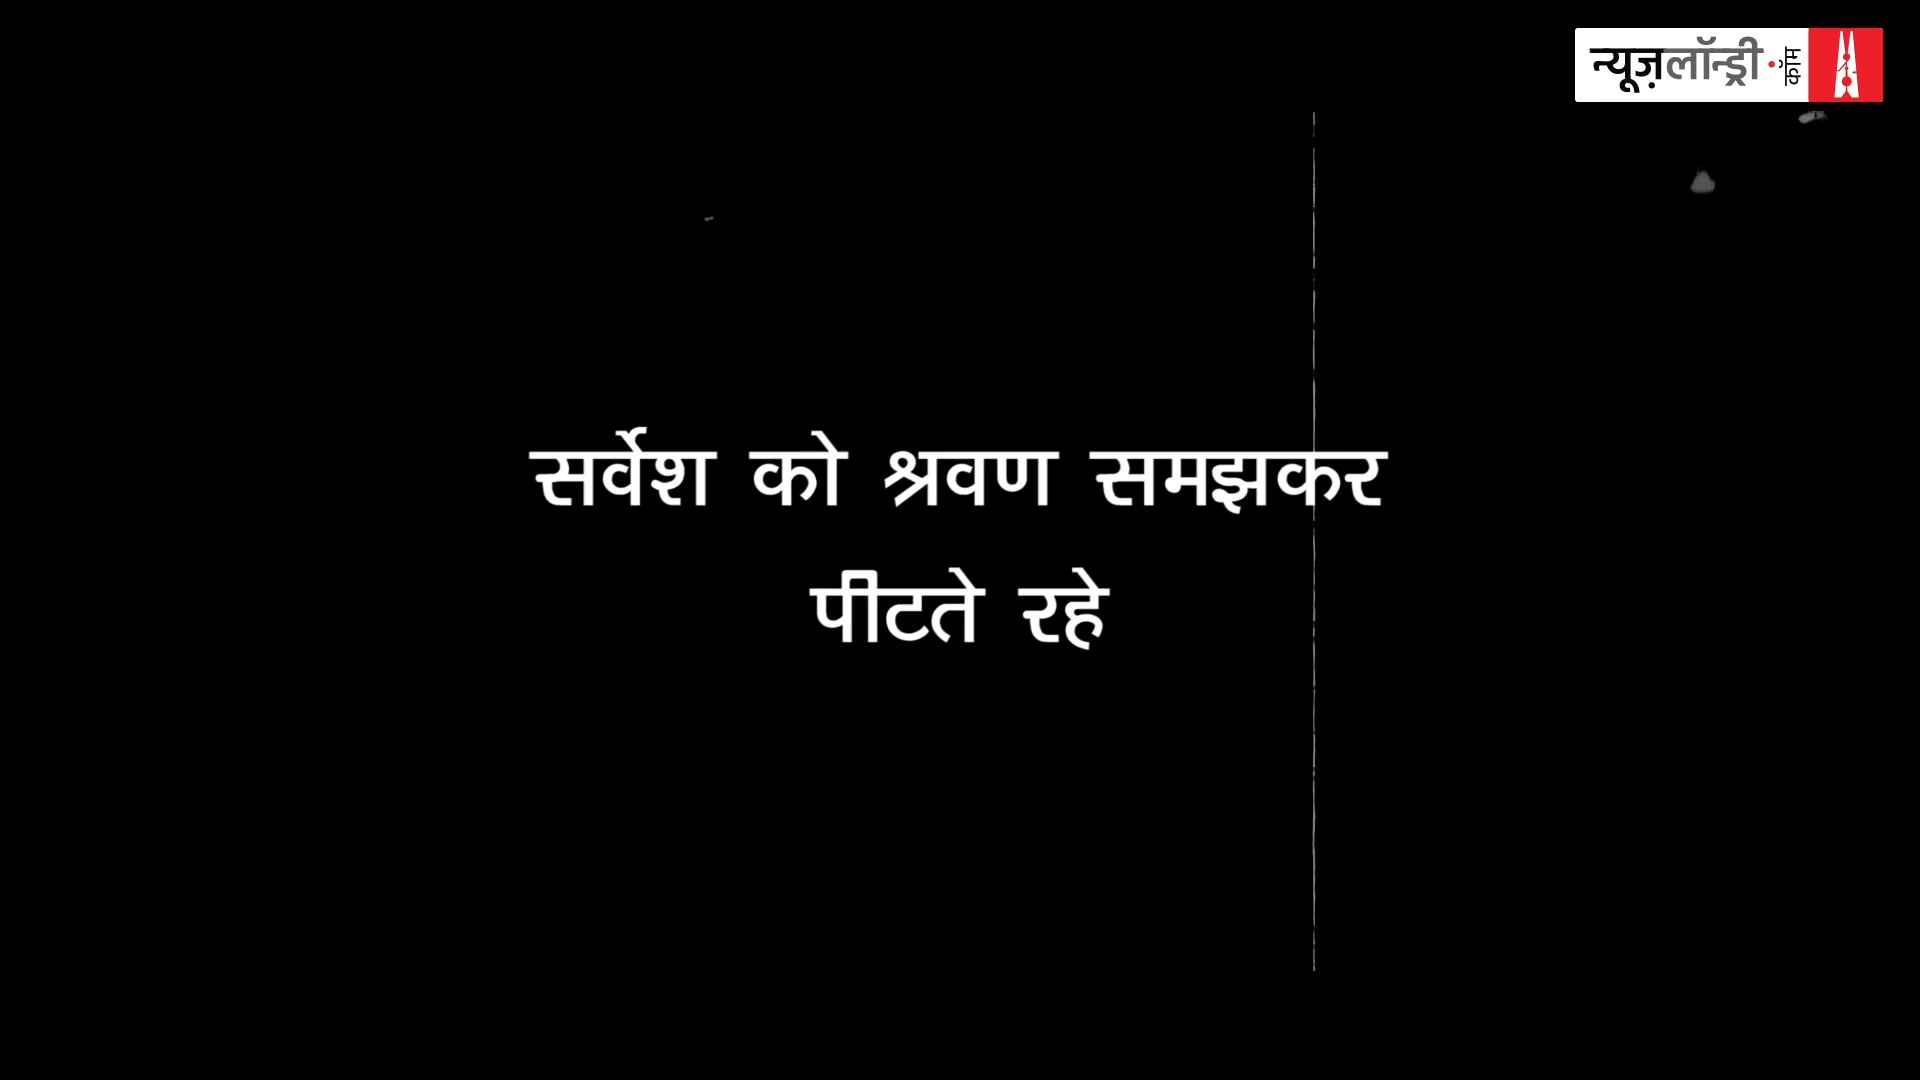 न्यूज़लॉन्ड्री.कॉम
सर्वेश को श्रवण समझकर
पीटते रहे